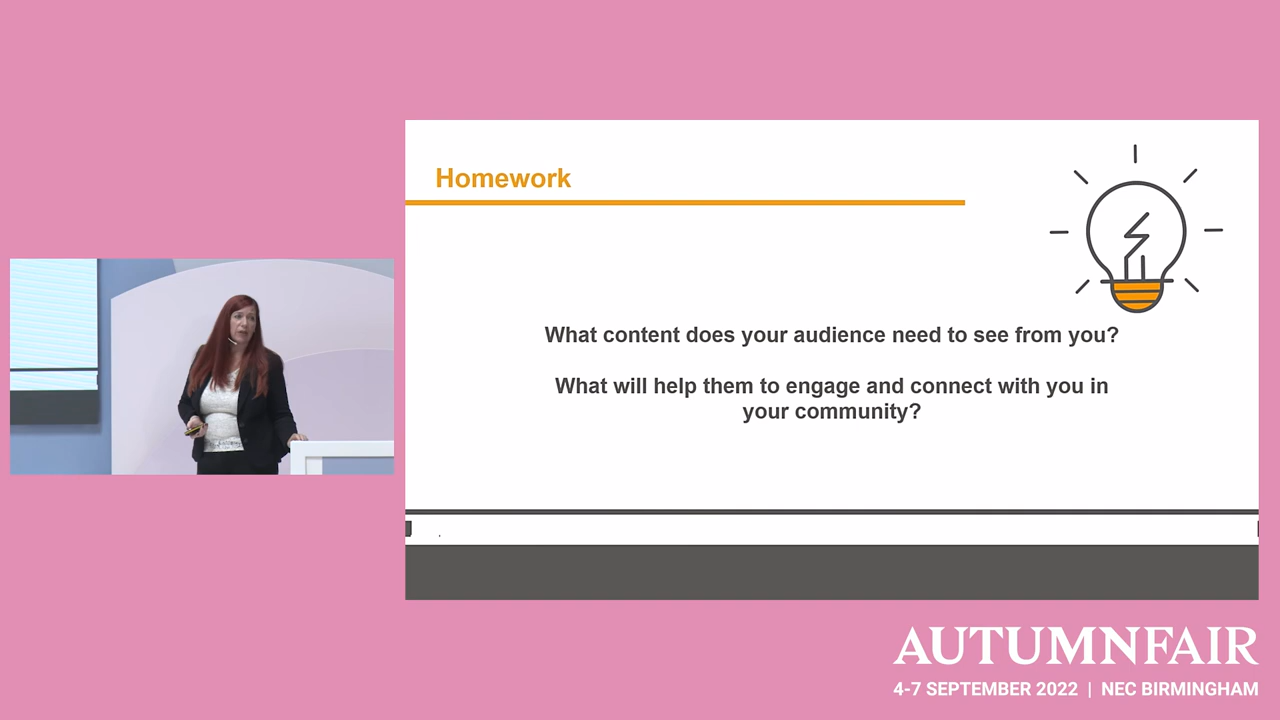 Homework
What content does your audience need to see from you?
What will help them to engage and connect with you in
your community?
AUTUMNFAIR
4-7 SEPTEMBER 2022 | NEC BIRMINGHAM